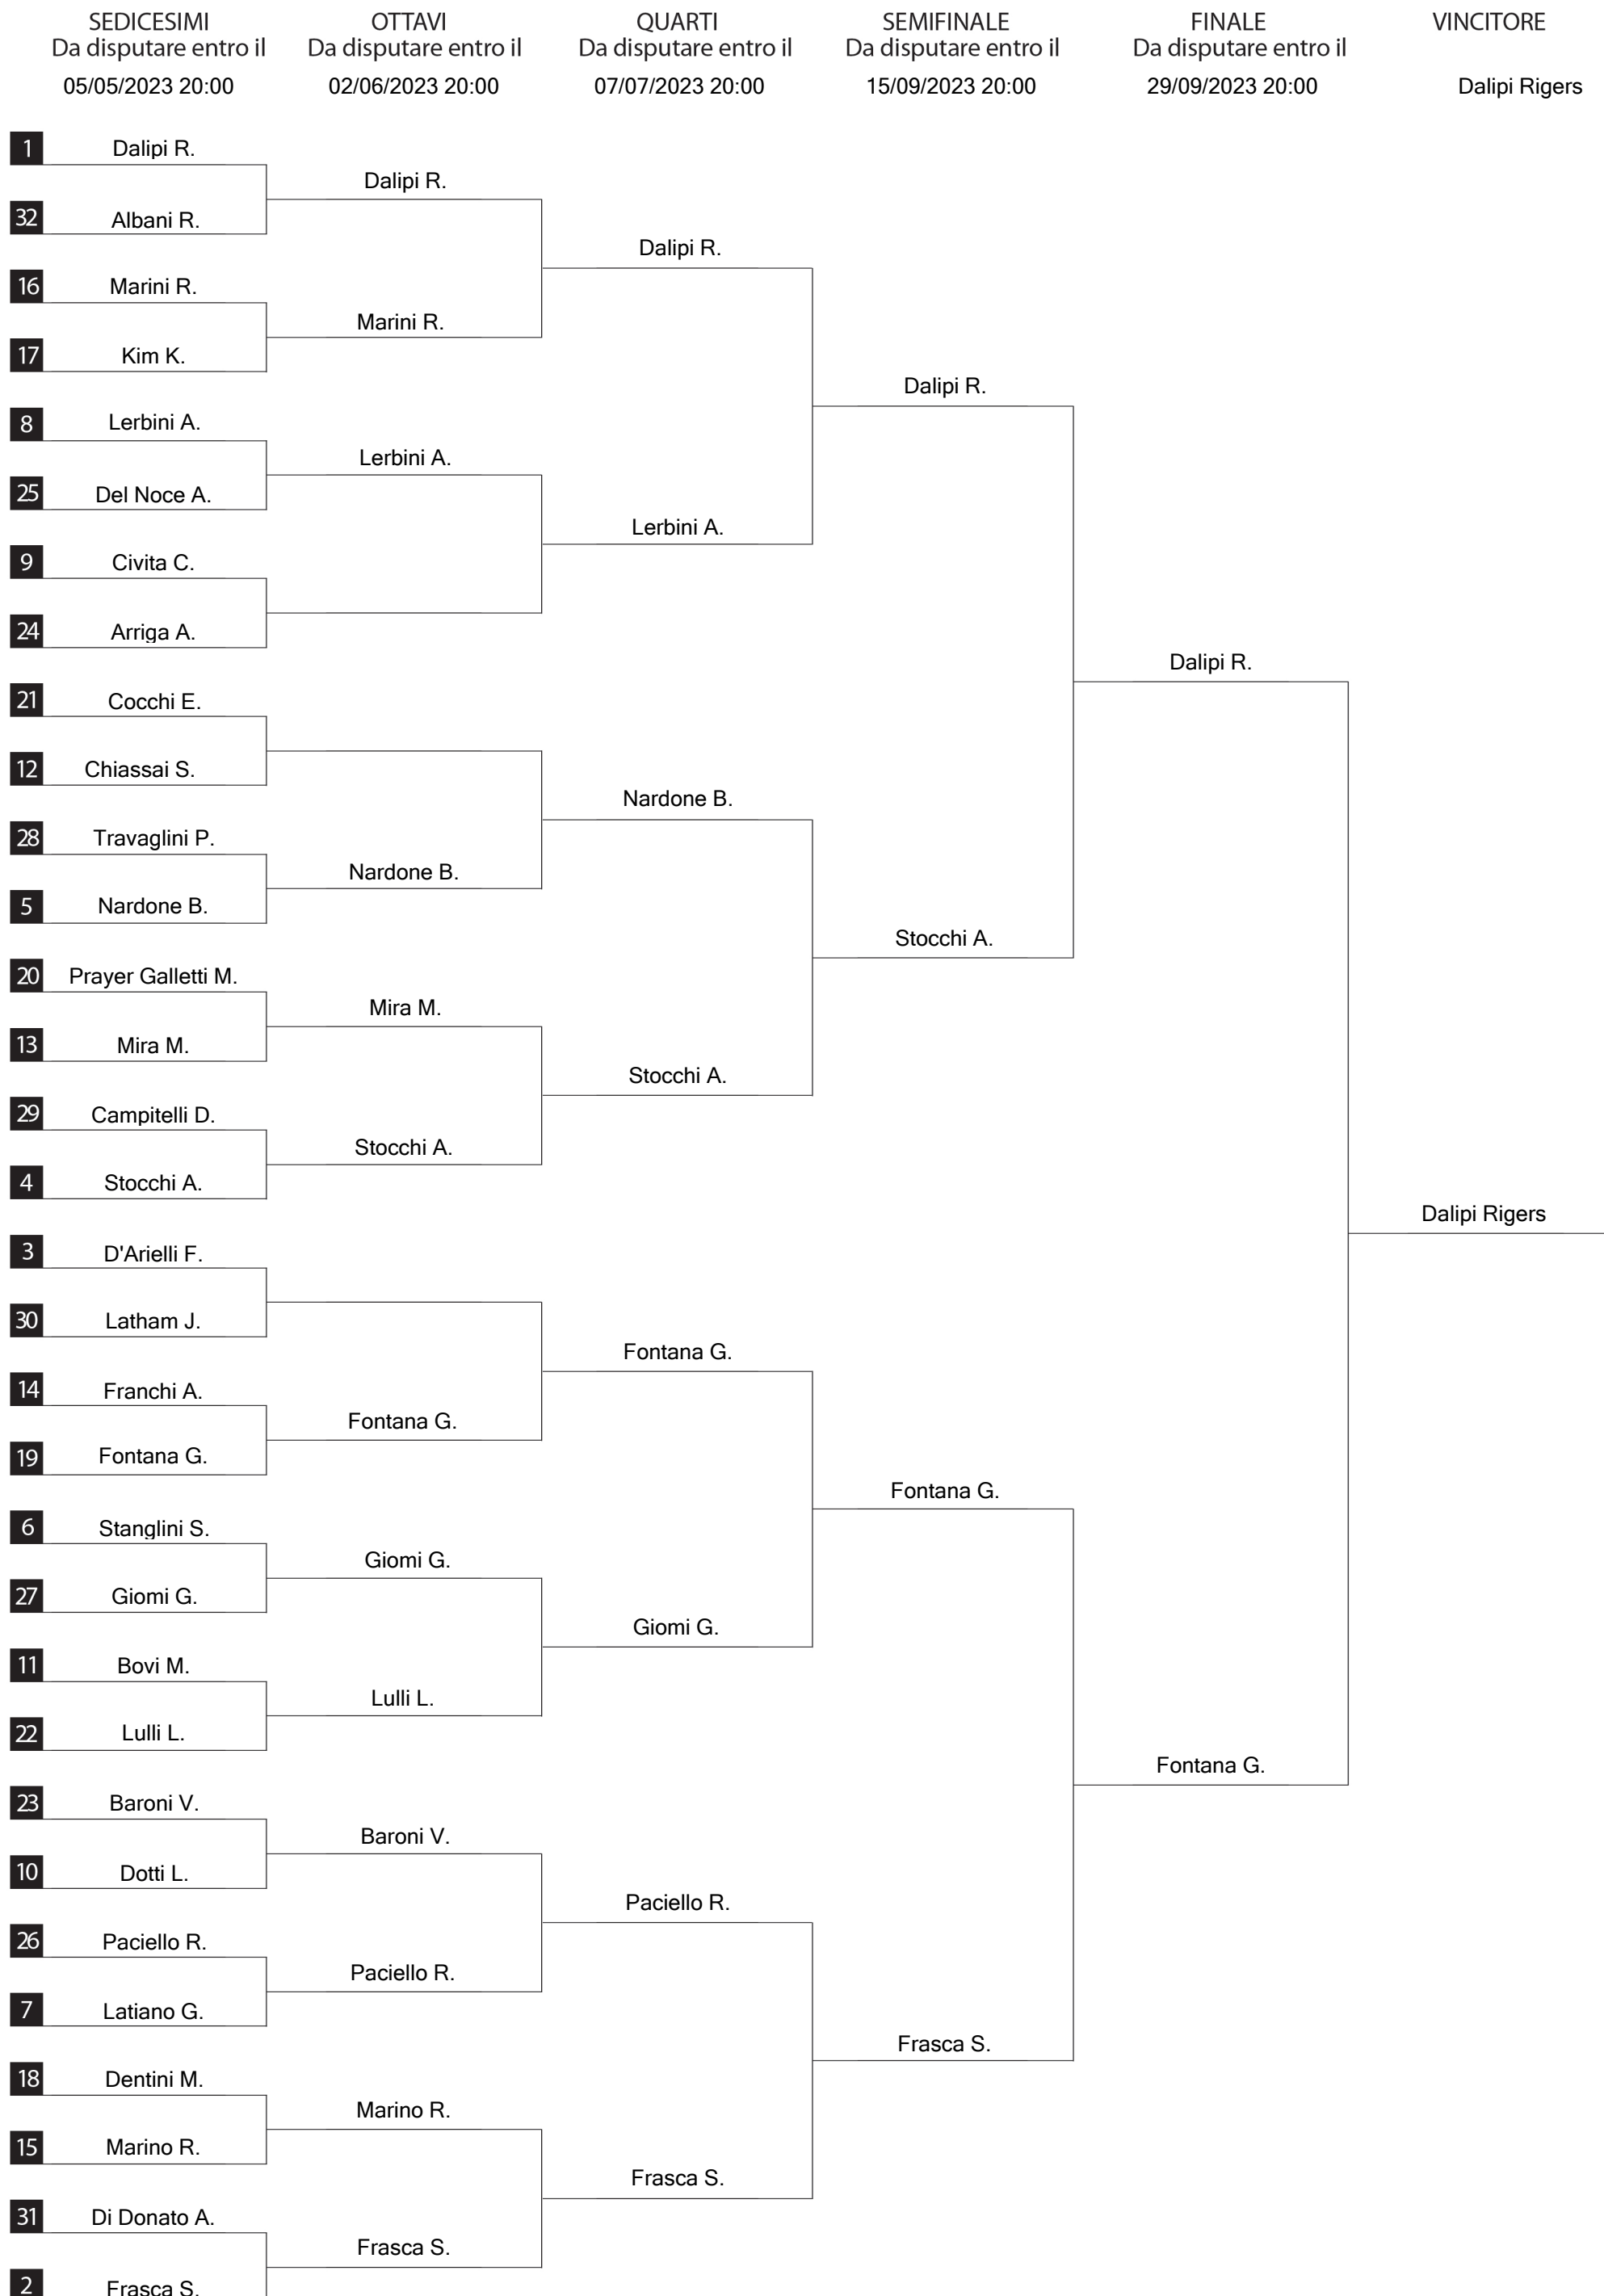 SEDICESIMI
Da disputare entro il
05/05/2023 20:00
OTTAVI
Da disputare entro il
02/06/2023 20:00
QUARTI
Da disputare entro il
07/07/2023 20:00
SEMIFINALE
Da disputare entro il
15/09/2023 20:00
FINALE
Da disputare entro il
29/09/2023 20:00
VINCITORE
Dalipi Rigers
1 Dalipi R.
32 Albani R.
16 Marini R.
17 Kim K.
8 Lerbini A.
25 Del Noce A.
9 Civita C.
24 Arriga A.
21 Cocchi E.
12 Chiassai S.
28 Travaglini P.
5 Nardone B.
20 Prayer Galletti M.
13 Mira M.
29 Campitelli D.
4 Stocchi A.
3 D'Arielli F.
30 Latham J.
14 Franchi A.
19 Fontana G.
6 Stanglini S.
27 Giomi G.
11 Bovi M.
22 Lulli L.
23 Baroni V.
10 Dotti L.
26 Paciello R.
7 Latiano G.
18 Dentini M.
15 Marino R.
31 Di Donato A.
2 Frasca S.
Dalipi R.
Marini R.
Lerbini A.
Nardone B.
Mira M.
Stocchi A.
Fontana G.
Giomi G.
Lulli L.
Baroni V.
Paciello R.
Marino R.
Frasca S.
Dalipi R.
Lerbini A.
Nardone B.
Stocchi A.
Fontana G.
Giomi G.
Paciello R.
Frasca S.
Dalipi R.
Stocchi A.
Fontana G.
Frasca S.
Dalipi R.
Fontana G.
Dalipi Rigers